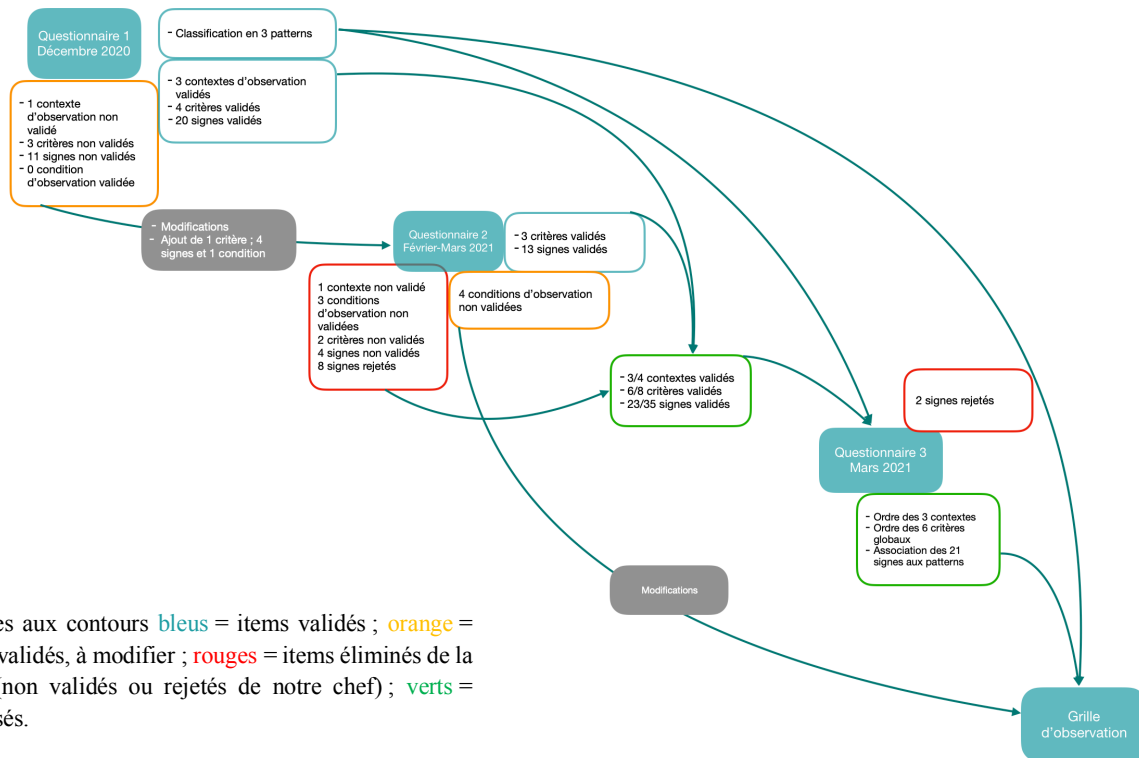 Questionnaire 1
Décembre 2020
- Classification en 3 patterns
- 3 contextes d'observation
validés
- 4 critères validés
- 20 signes validés
- 1 contexte
d'observation non
validé
- 3 critères non validés
- 11 signes non validés
- 0 condition
d'observation validée
- Modifications
- Ajout de 1 critère ; 4
signes et 1 condition
Questionnaire 2
Février-Mars 2021
- 3 critères validés
- 13 signes validés
1 contexte non validé
3 conditions
d'observation non
validées
2 critères non validés
4 signes non validés
8 signes rejetés
4 conditions d'observation
non validées
- 3/4 contextes validés
- 6/8 critères validés
- 23/35 signes validés
2 signes rejetés
Questionnaire 3
Mars 2021
- Ordre des 3 contextes
- Ordre des 6 critères
globaux
- Association des 21
signes aux patterns
Modifications
Grille
d'observation
es aux contours bleus = items validés ; orange =
validés, à modifier ; rouges = items éliminés de la
(non validés ou rejetés de notre chef) ; verts =
sés.